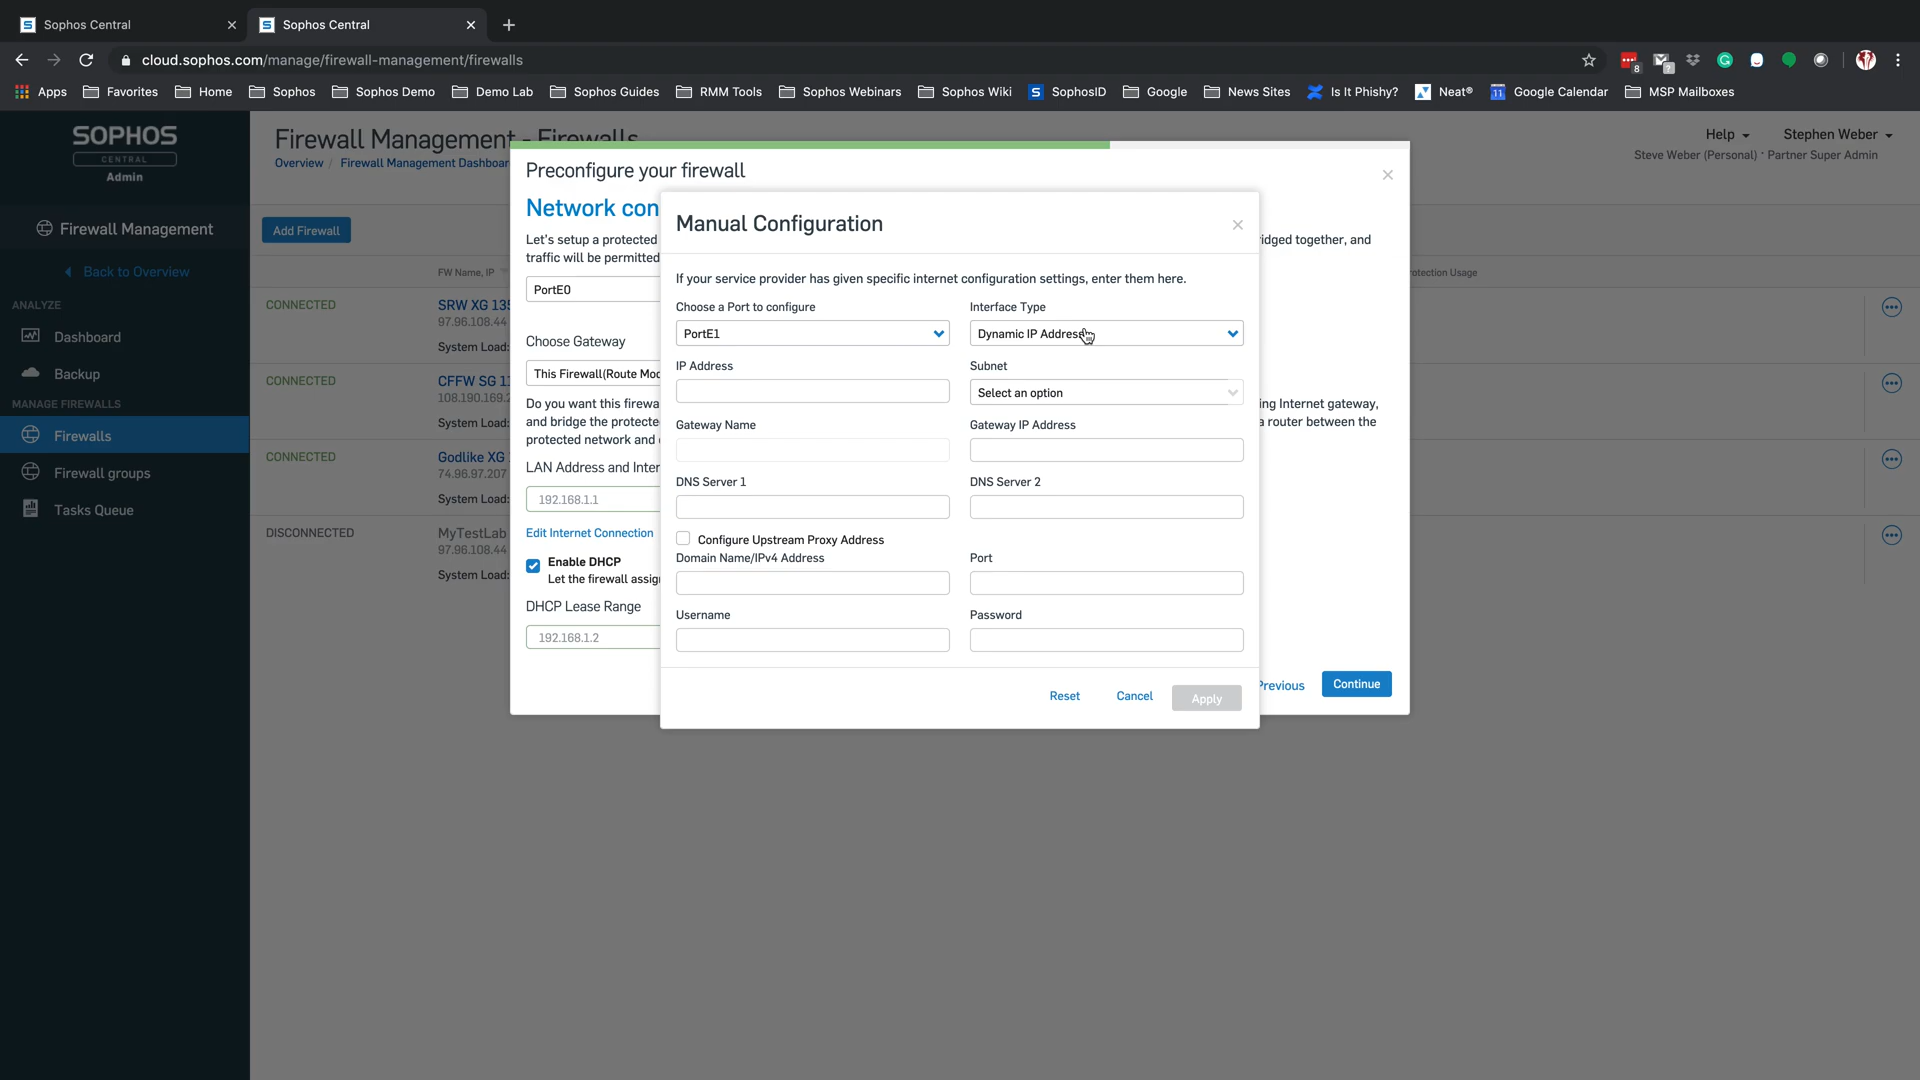 Sophos Central
Sophos Central
cloud.sophos.com/manage/firewall-management/firewalls
8
?
Apps
Favorites
Home
Sophos
Sophos Demo
Demo Lab
Sophos Guides
RMM Tools
Sophos Webinars
Sophos Wiki
SophosID
Google
News Sites
Is It Phishy?
Neat®
Google Calendar
MSP Mailboxes
SOPHOS
CENTRAL
Admin
Firewall Management
Back to Overview
ANALYZE
Dashboard
Backup
MANAGE FIREWALLS
Firewalls
Firewall groups
Tasks Queue
Firewall Management - Firewalls
Overview / Firewall Management Dashboar
Help
Stephen Weber
Steve Weber (Personal) · Partner Super Admin
Add Firewall
FW Name, IP
otection Usage
CONNECTED
SRW XG 135
97.96.108.44
System Load:
CONNECTED
CFFW SG 1
108.190.169.
System Load:
CONNECTED
Godlike XG
74.96.97.207
System Load:
DISCONNECTED
MyTestLab
97.96.108.44
System Load:
Preconfigure your firewall
Network con
Let's setup a protected
idged together, and
traffic will be permitted
PortE0
Choose Gateway
This Firewall(Route Mod
Do you want this firewa
ing Internet gateway,
and bridge the protecte
a router between the
protected network and
LAN Address and Inter
192.168.1.1
Edit Internet Connection
Enable DHCP
Let the firewall assig
DHCP Lease Range
192.168.1.2
Previous
Continue
Manual Configuration
If your service provider has given specific internet configuration settings, enter them here.
Choose a Port to configure
Interface Type
PortE1
Dynamic IP Address
IP Address
Subnet
Select an option
Gateway Name
Gateway IP Address
DNS Server 1
DNS Server 2
Configure Upstream Proxy Address
Domain Name/IPv4 Address
Port
Username
Password
Reset
Cancel
Apply